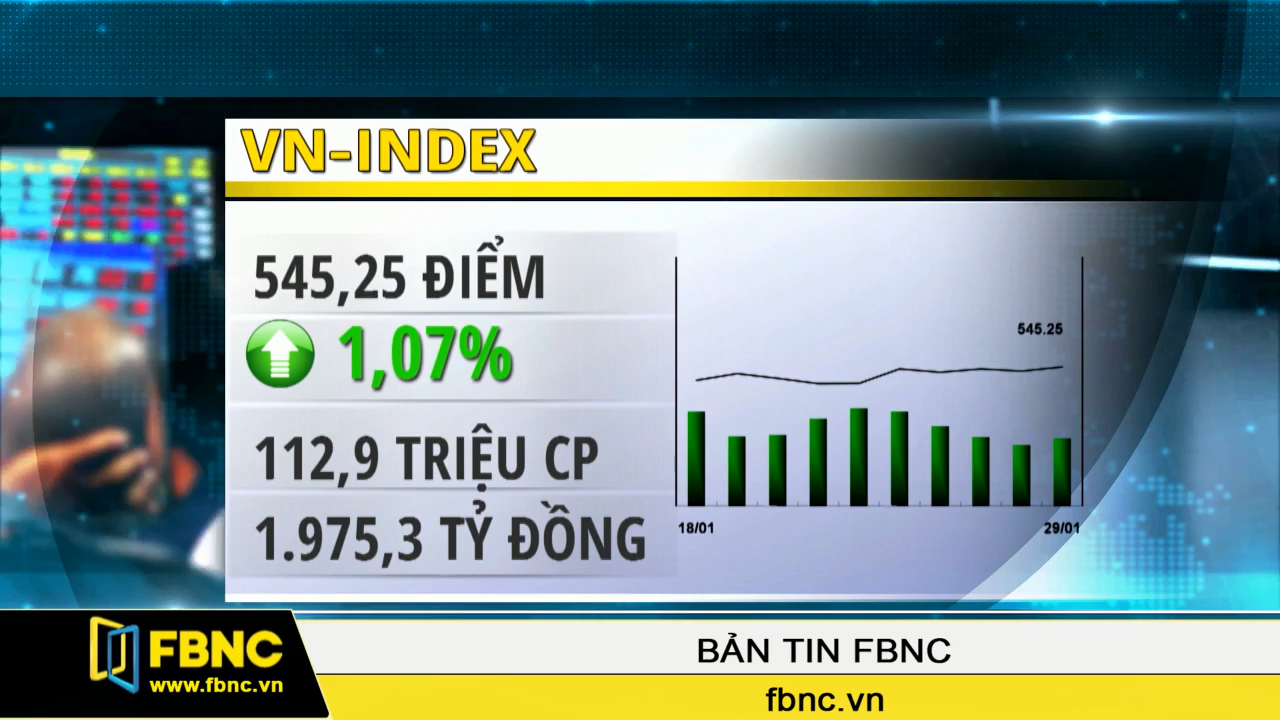 VN-INDEX
545,25 ĐIỂM
1,07%
112,9 TRIỆU CP
1.975,3 TỶ ĐỒNG
545.25
18/01
29/01
FBNC
www.fbnc.vn
BẢN TIN FBNC
fbnc.vn